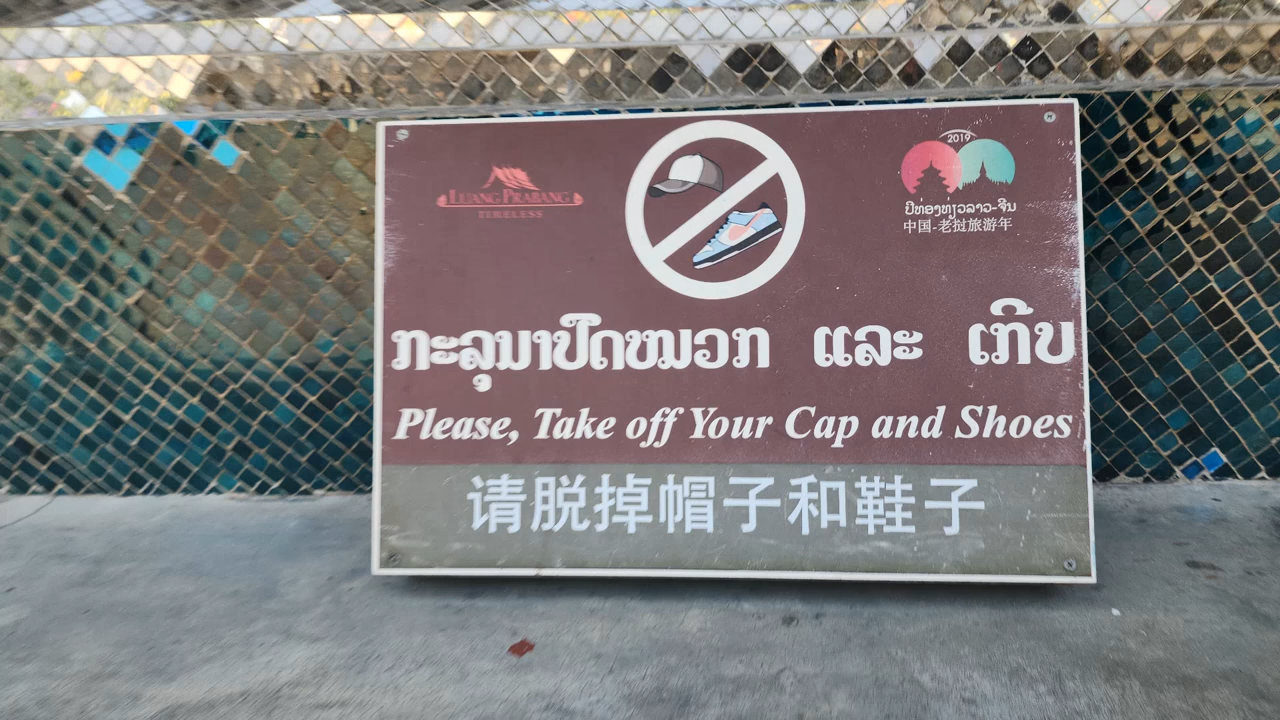 LUANG PRABANG
TIMELESS
2019
ປີທ່ອງທ່ຽວລາວ-ຈີນ
中国-老挝旅游年
ກະລຸນາປົດໝວກ ແລະ ເກີບ
Please, Take off Your Cap and Shoes
请脱掉帽子和鞋子